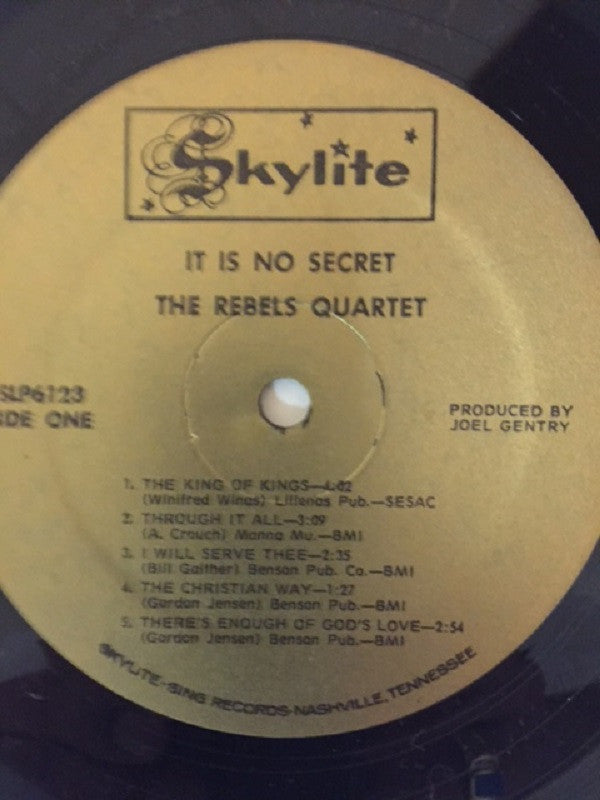 Skylite
IT IS NO SECRET
THE REBELS QUARTET
SLP6123
SIDE ONE
PRODUCED BY
JOEL GENTRY
1. THE KING OF KINGS—4:02
(Winifred Wings) Lillenas Pub.—SESAC
2. THROUGH IT ALL—3:09
(A. Crouch) Manna Mu.—BMI
3. I WILL SERVE THEE—2:35
(Bill Gaither) Benson Pub. Co.—BMI
4. THE CHRISTIAN WAY—1:27
(Gordon Jensen) Benson Pub.—BMI
5. THERE'S ENOUGH OF GOD'S LOVE—2:54
(Gordon Jensen) Benson Pub.—BMI
SKYLITE-SING RECORDS-NASHVILLE, TENNESSEE